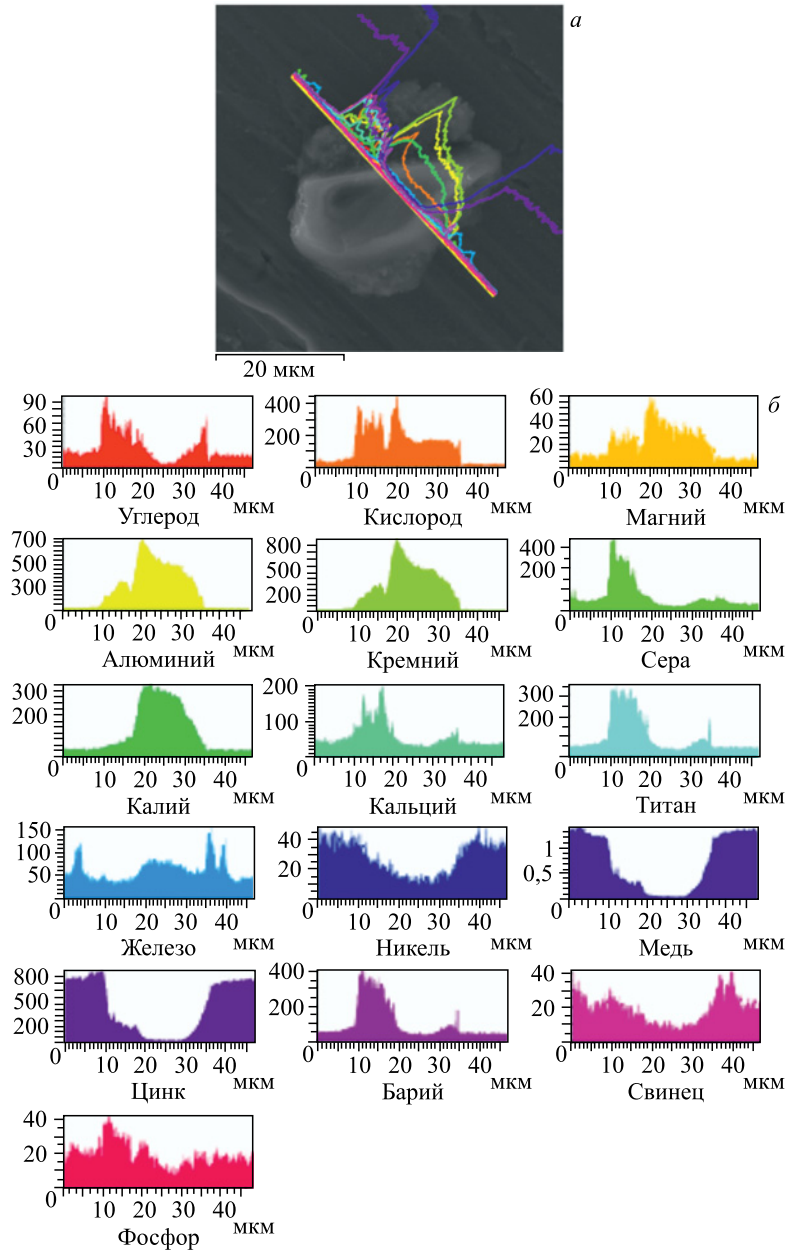 а
20 мкм
б
90
60
30
0
10 20 30 40
мкм
Углерод
400
200
0
10 20 30 40
мкм
Кислород
60
40
20
0
10 20 30 40
мкм
Магний
700
500
300
0
10 20 30 40
мкм
Алюминий
800
500
200
0
10 20 30 40
мкм
Кремний
400
200
0
10 20 30 40
мкм
Сера
300
200
0
10 20 30 40
мкм
Калий
200
100
0
10 20 30 40
мкм
Кальций
300
200
0
10 20 30 40
мкм
Титан
150
100
50
0
10 20 30 40
мкм
Железо
40
20
0
10 20 30 40
мкм
Никель
1
0,5
0
10 20 30 40
мкм
Медь
800
500
200
0
10 20 30 40
мкм
Цинк
400
200
0
10 20 30 40
мкм
Барий
40
20
0
10 20 30 40
мкм
Свинец
40
20
0
10 20 30 40
мкм
Фосфор